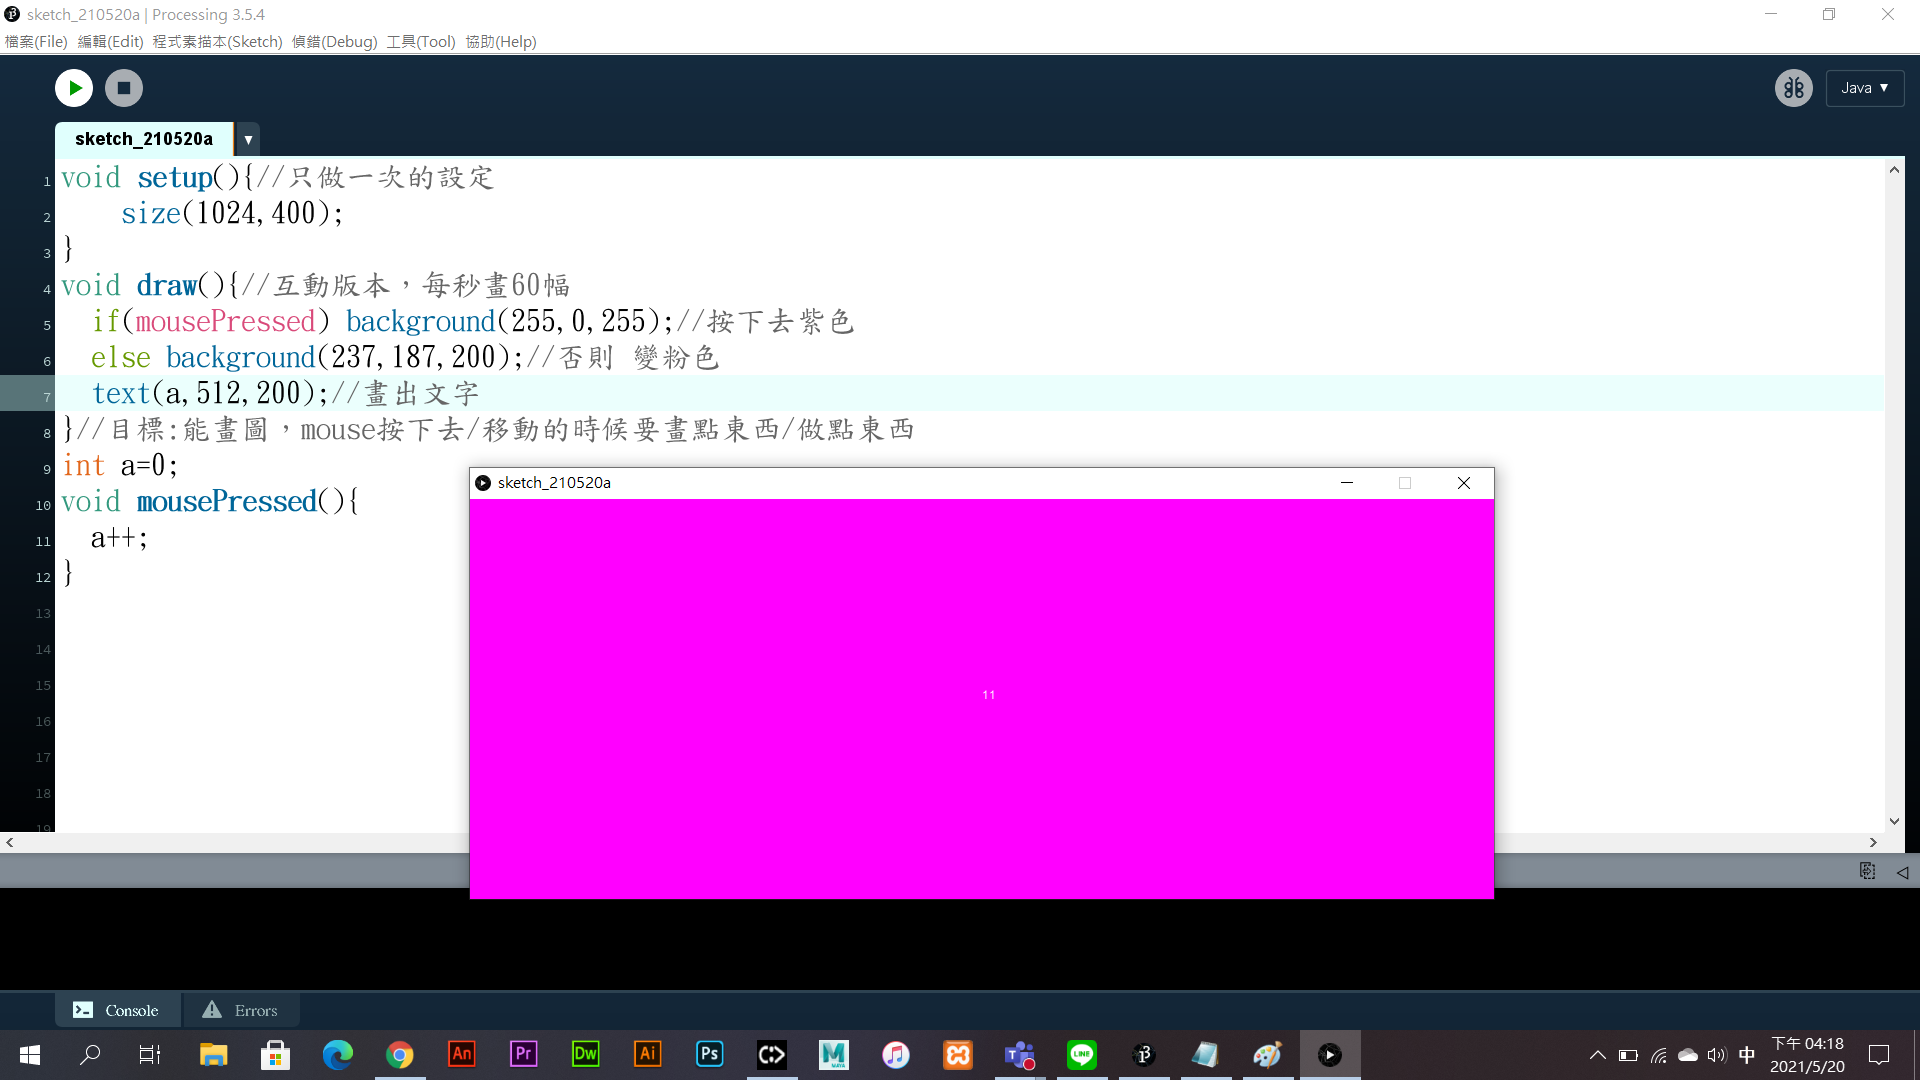 sketch_210520a | Processing 3.5.4
檔案(File) 編輯(Edit) 程式素描本(Sketch) 偵錯(Debug) 工具(Tool) 協助(Help)
Java ▼
sketch_210520a ▼
1 void setup(){//只做一次的設定
2     size(1024,400);
3 }
4 void draw(){//互動版本，每秒畫60幅
5   if(mousePressed) background(255,0,255);//按下去紫色
6   else background(237,187,200);//否則 變粉色
7   text(a,512,200);//畫出文字
8 }//目標:能畫圖，mouse按下去/移動的時候要畫點東西/做點東西
9 int a=0;
10 void mousePressed(){
11   a++;
12 }
13
14
15
16
17
18
19
sketch_210520a
11
Console
Errors
An Pr Dw Ai Ps M MAYA T LINE
中
下午 04:18
2021/5/20